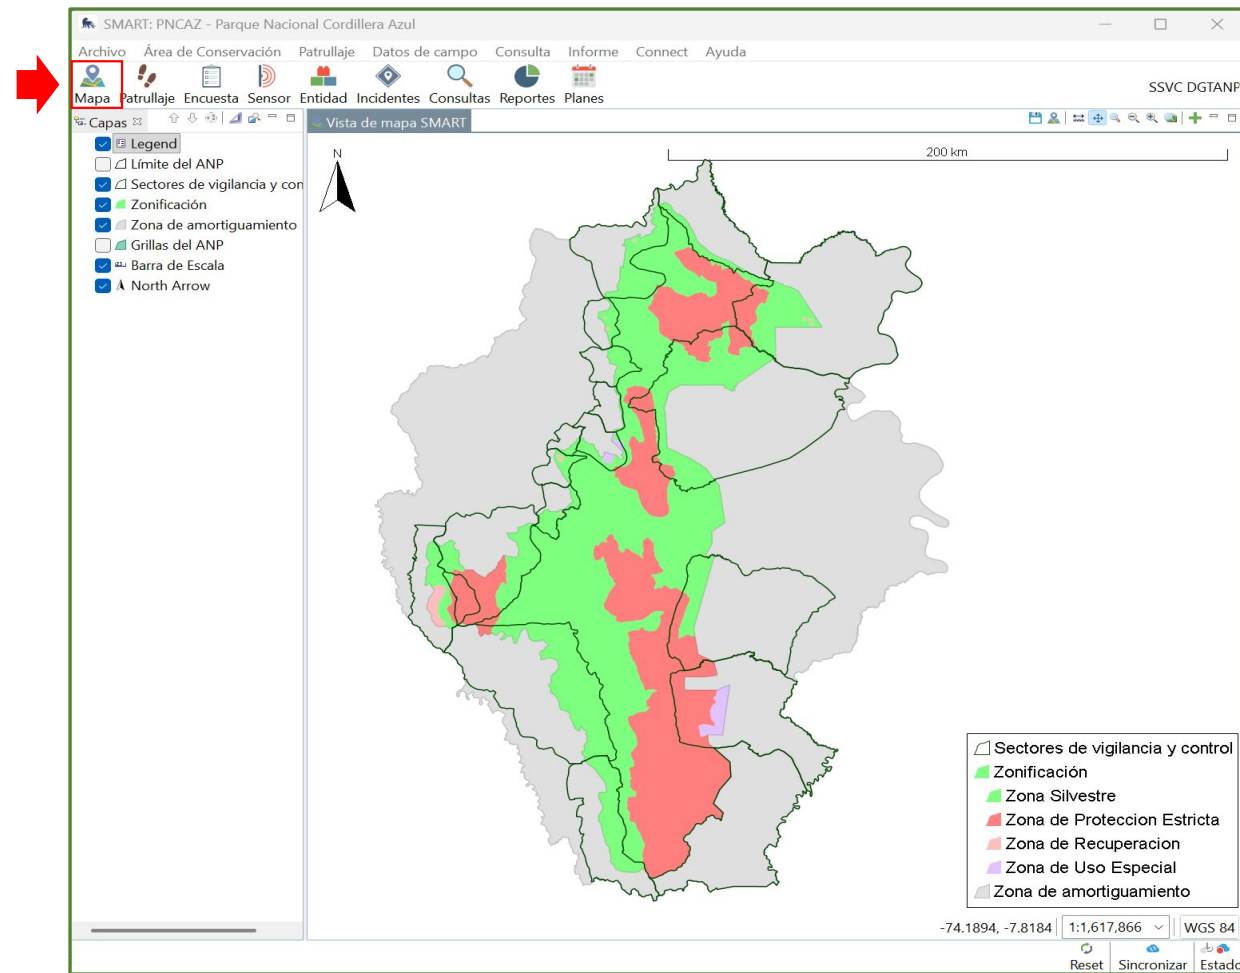 SMART: PNCAZ - Parque Nacional Cordillera Azul
Archivo Área de Conservación Patrullaje Datos de campo Consulta Informe Connect Ayuda
Mapa Patrullaje Encuesta Sensor Entidad Incidentes Consultas Reportes Planes
SSVC DGTANP
Capas
Vista de mapa SMART
Legend
Límite del ANP
Sectores de vigilancia y con
Zonificación
Zona de amortiguamiento
Grillas del ANP
Barra de Escala
North Arrow
N
200 km
Sectores de vigilancia y control
Zonificación
Zona Silvestre
Zona de Proteccion Estricta
Zona de Recuperacion
Zona de Uso Especial
Zona de amortiguamiento
-74.1894, -7.8184 1:1,617,866 WGS 84
Reset Sincronizar Estado